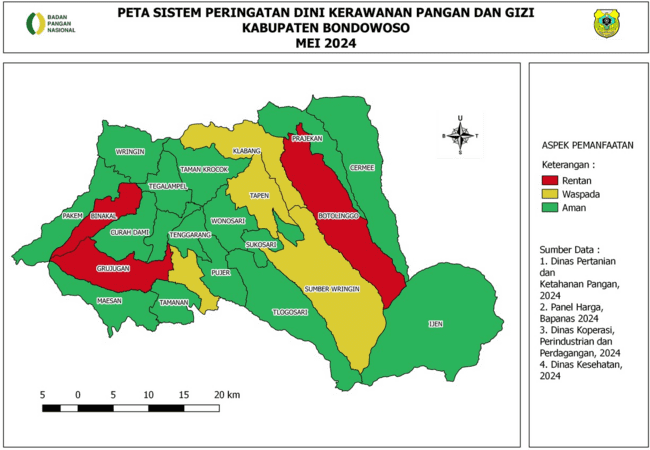 BADAN
PANGAN
NASIONAL
PETA SISTEM PERINGATAN DINI KERAWANAN PANGAN DAN GIZI
KABUPATEN BONDOWOSO
MEI 2024
PRAJEKAN
KLABANG
WRINGIN
CERMEE
TAMAN KROCOK
TEGALAMPEL
TAPEN
PAKEM
BINAKAL
BOTOLINGGO
WONOSARI
CURAH DAMI
TENGGARANG
SUKOSARI
GRUJUGAN
PUJER
SUMBER WRINGIN
MAESAN
TAMANAN
TLOGOSARI
IJEN
5 0 5 10 15 20 km
U
B T
S
ASPEK PEMANFAATAN
Keterangan :
Rentan
Waspada
Aman
Sumber Data :
1. Dinas Pertanian
dan
Ketahanan Pangan,
2024
2. Panel Harga,
Bapanas 2024
3. Dinas Koperasi,
Perindustrian dan
Perdagangan, 2024
4. Dinas Kesehatan,
2024